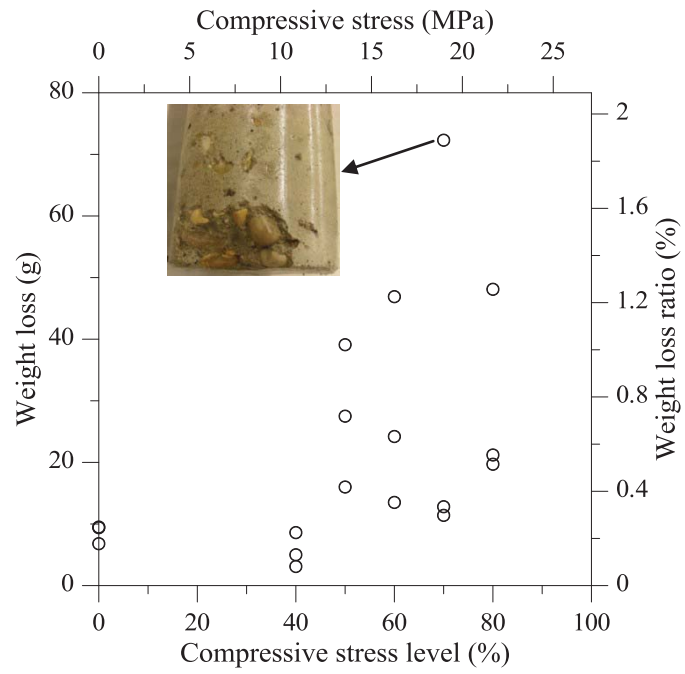 Compressive stress (MPa)
0 5 10 15 20 25
80
60
40
20
0
Weight loss (g)
2
1.6
1.2
0.8
0.4
0
Weight loss ratio (%)
0 20 40 60 80 100
Compressive stress level (%)